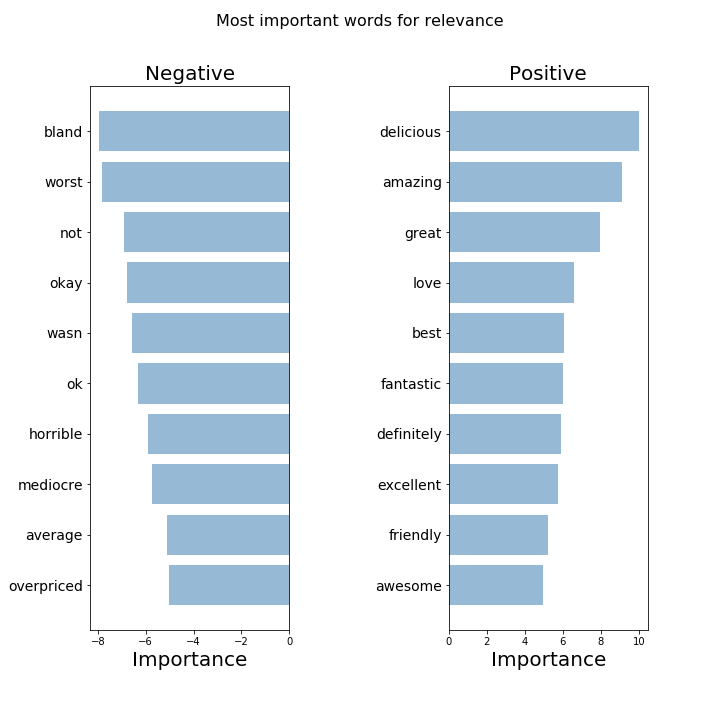 Most important words for relevance
Negative
bland
worst
not
okay
wasn
ok
horrible
mediocre
average
overpriced
−8 −6 −4 −2 0
Importance
Positive
delicious
amazing
great
love
best
fantastic
definitely
excellent
friendly
awesome
0 2 4 6 8 10
Importance